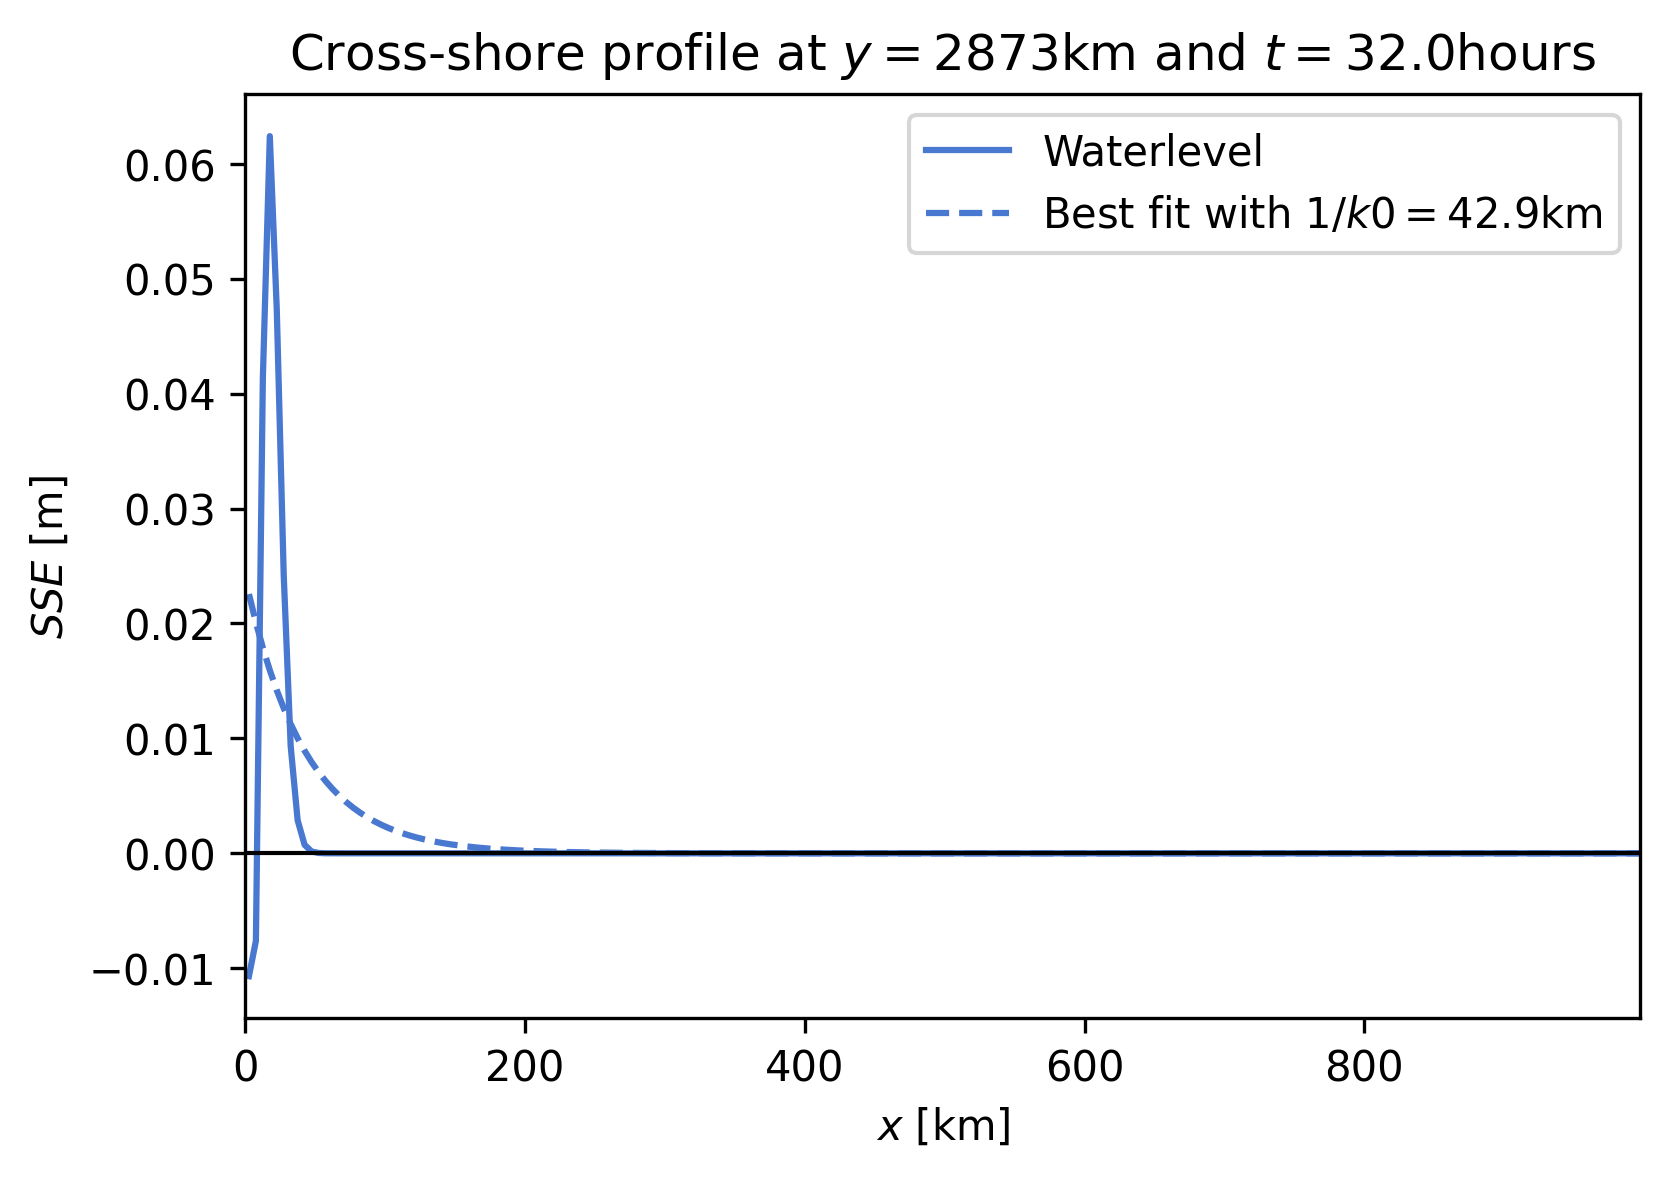 Cross-shore profile at y = 2873km and t = 32.0hours
Waterlevel
Best fit with 1/k0 = 42.9km
0.06
0.05
0.04
0.03
0.02
0.01
0.00
−0.01
SSE [m]
0 200 400 600 800
x [km]